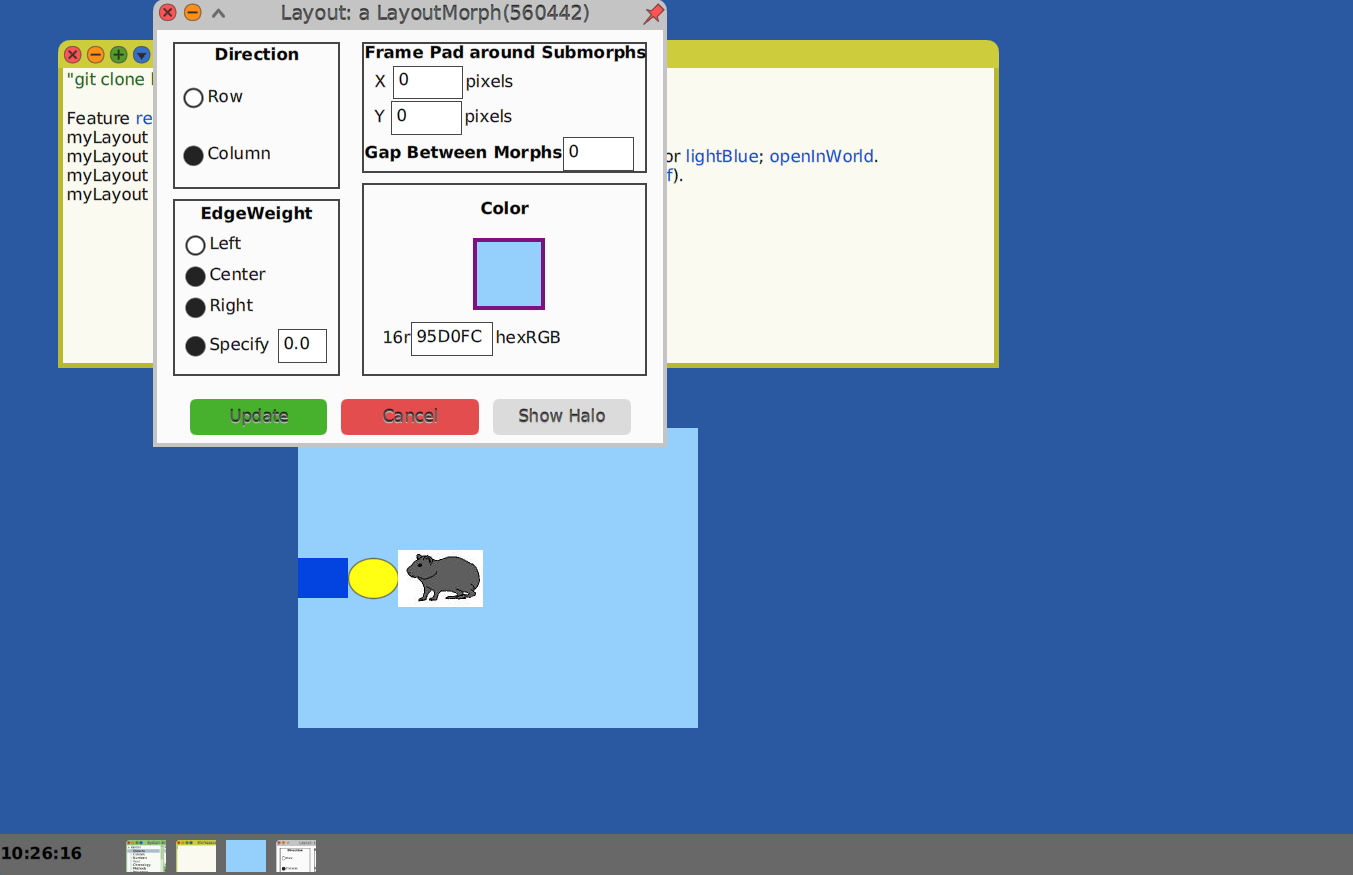 Layout: a LayoutMorph(560442)
"git clone
Feature re
myLayout
myLayout
or lightBlue; openInWorld.
myLayout
f).
myLayout
Direction
Row
Column
EdgeWeight
Left
Center
Right
Specify 0.0
Frame Pad around Submorphs
X 0 pixels
Y 0 pixels
Gap Between Morphs 0
Color
16r 95D0FC hexRGB
Update
Cancel
Show Halo
10:26:16